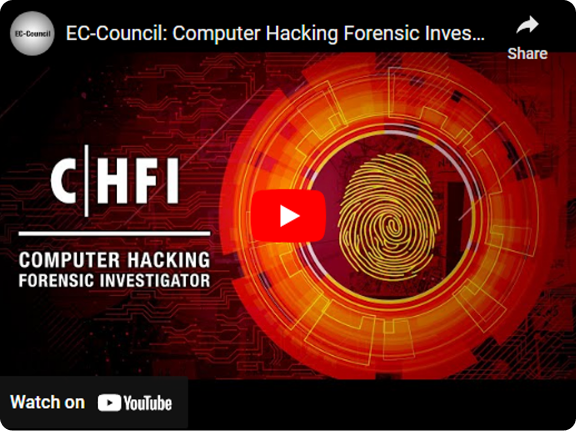 EC-Council
EC-Council: Computer Hacking Forensic Inves...
Share
C|HFI
COMPUTER HACKING
FORENSIC INVESTIGATOR
Watch on YouTube